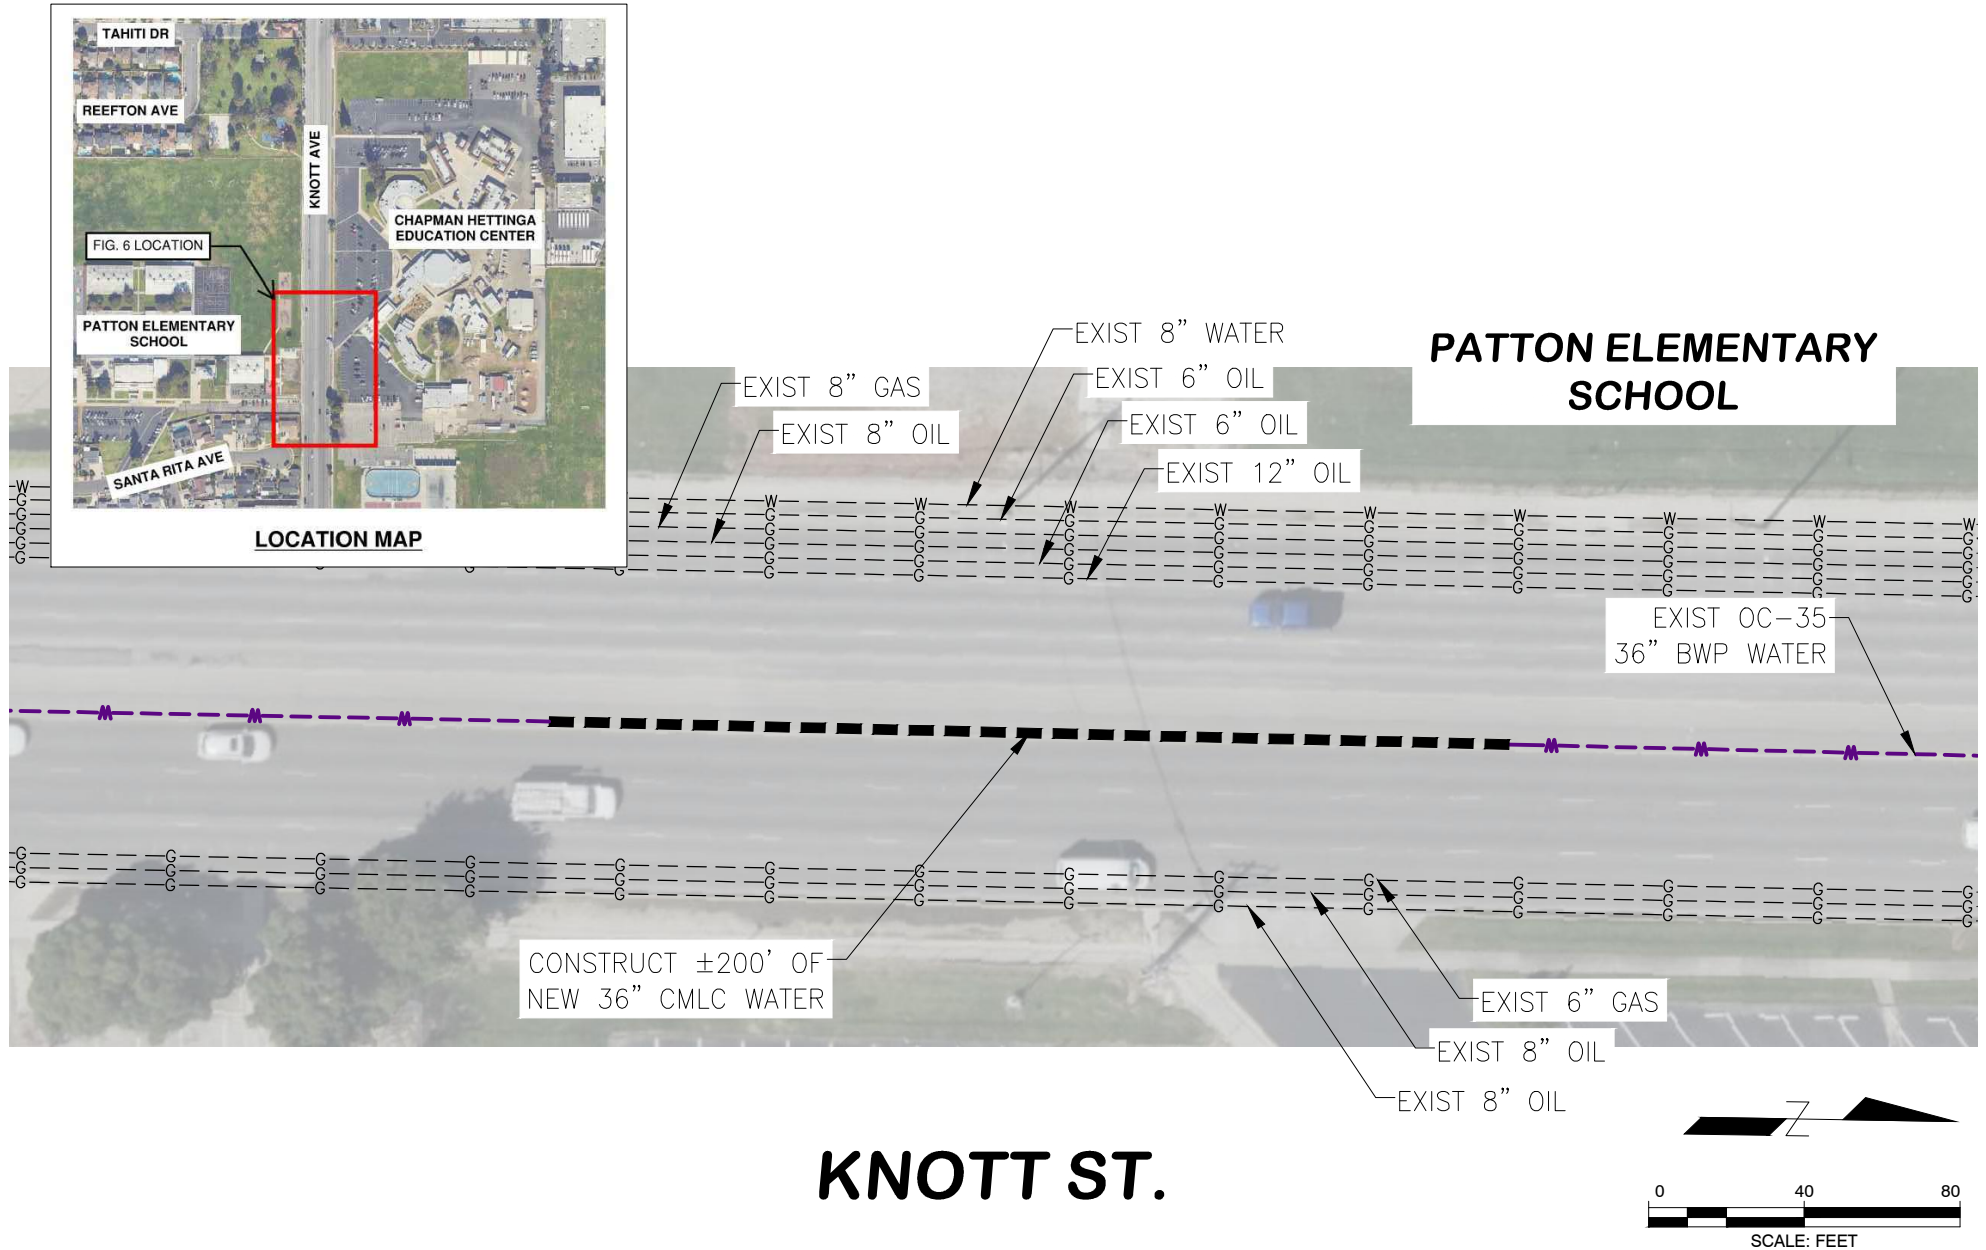 TAHITI DR
REEFTON AVE
KNOTT AVE
CHAPMAN HETTINGA
EDUCATION CENTER
FIG. 6 LOCATION
PATTON ELEMENTARY
SCHOOL
SANTA RITA AVE
LOCATION MAP
EXIST 8" WATER
EXIST 8" GAS
EXIST 6" OIL
EXIST 8" OIL
EXIST 6" OIL
EXIST 12" OIL
PATTON ELEMENTARY
SCHOOL
W W W W W W W W W W
G G G G G G G G G G
G G G G G G G G G G
G G G G G G G G G G
G G G G G G G G G G
G G G G G G G G G G
EXIST OC-35
36" BWP WATER
M M M M M M
G G G G G G G G G G G G G G
G G G G G G G G G G G G G G
G G G G G G G G G G G G G G
CONSTRUCT ±200' OF
NEW 36" CMLC WATER
EXIST 6" GAS
EXIST 8" OIL
EXIST 8" OIL
KNOTT ST.
Z
0 40 80
SCALE: FEET